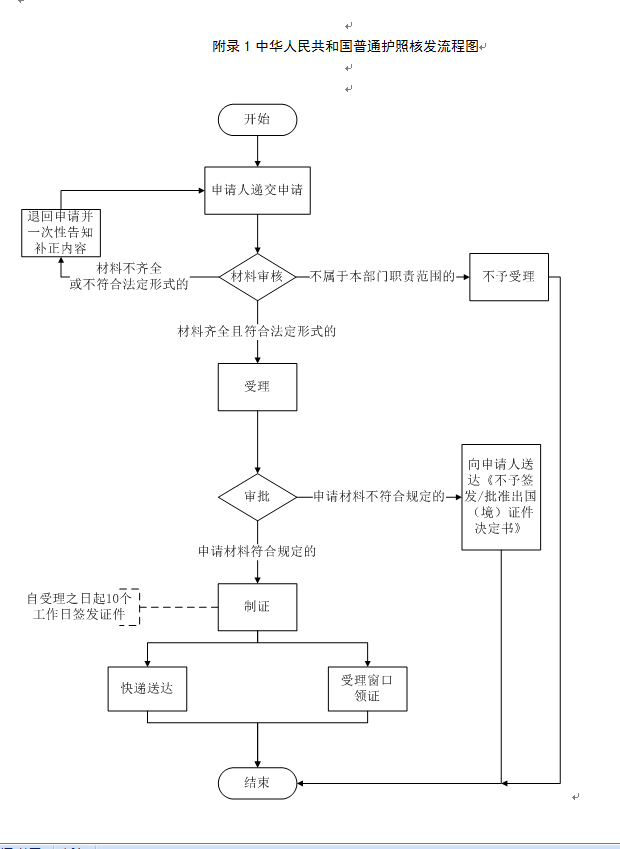 附录1中华人民共和国普通护照核发流程图
开始
申请人递交申请
退回申请并
一次性告知
补正内容
材料不齐全
或不符合法定形式的
材料审核
不属于本部门职责范围的
不予受理
材料齐全且符合法定形式的
受理
审批
申请材料不符合规定的
向申请人送
达《不予签
发/批准出国
（境）证件
决定书》
申请材料符合规定的
自受理之日起10个
工作日签发证件
制证
快递送达
受理窗口
领证
结束